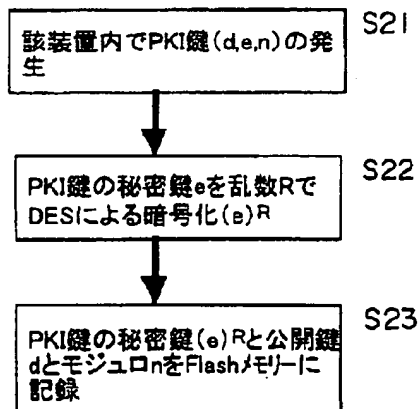 S21
該装置内でPKI鍵(d,e,n)の発
生
S22
PKI鍵の秘密鍵eを乱数Rで
DESによる暗号化(e)R
S23
PKI鍵の秘密鍵(e)Rと公開鍵
dとモジュロnをFlashメモリーに
記録